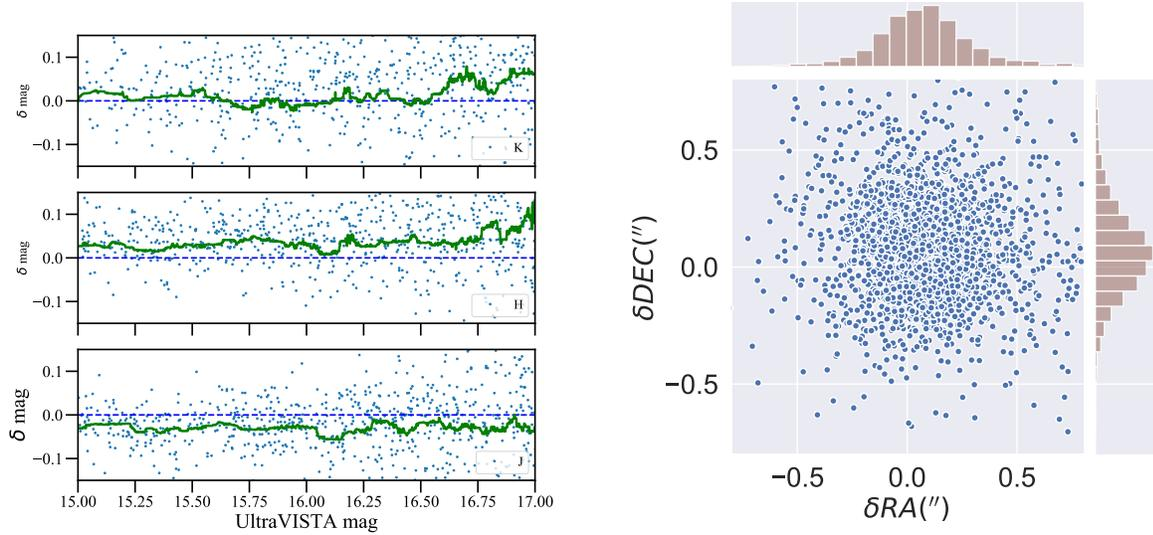 0.1
0.0
−0.1
δ mag
K
0.1
0.0
−0.1
δ mag
H
0.1
0.0
−0.1
δ mag
J
15.00 15.25 15.50 15.75 16.00 16.25 16.50 16.75 17.00
UltraVISTA mag
0.5
0.0
−0.5
δDEC(′′)
−0.5 0.0 0.5
δRA(′′)